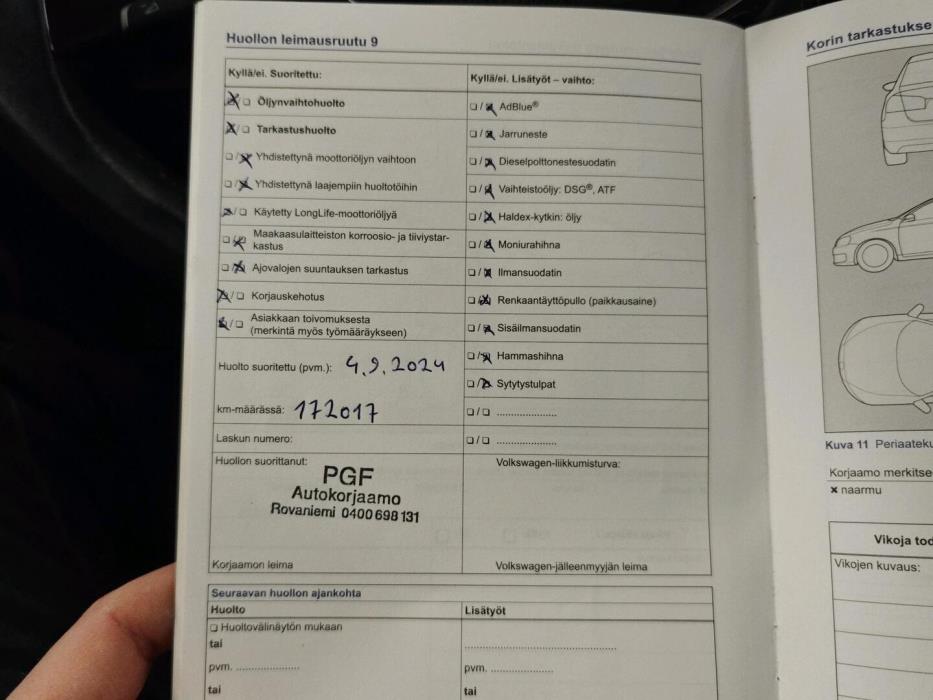 Huollon leimausruutu 9
Kyllä/ei. Suoritettu:
Öljynvaihtohuolto
Tarkastushuolto
Yhdistettynä moottoriöljyn vaihtoon
Yhdistettynä laajempiin huoltotöihin
Käytetty LongLife-moottoriöljyä
Maakaasulaitteiston korroosio- ja tiiviystar-
kastus
Ajovalojen suuntauksen tarkastus
Korjauskehotus
Asiakkaan toivomuksesta
(merkintä myös työmääräykseen)
Huolto suoritettu (pvm.): 4.9.2024
km-määrässä: 172017
Laskun numero:
Huollon suorittanut:
PGF
Autokorjaamo
Rovaniemi 0400 698 131
Korjaamon leima
Kyllä/ei. Lisätyöt – vaihto:
AdBlue®
Jarruneste
Dieselpolttonestesuodatin
Vaihteistoöljy: DSG®, ATF
Haldex-kytkin: öljy
Moniurahihna
Ilmansuodatin
Renkaantäyttöpullo (paikkausaine)
Sisäilmansuodatin
Hammashihna
Sytytystulpat
Volkswagen-liikkumisturva:
Volkswagen-jälleenmyyjän leima
Seuraavan huollon ajankohta
Huolto
Huoltovälinäytön mukaan
tai
pvm. ....................
tai
Lisätyöt
pvm. ....................
tai
Korin tarkastukse
Kuva 11 Periaateku
Korjaamo merkitse
× naarmu
Vikoja tod
Vikojen kuvaus: